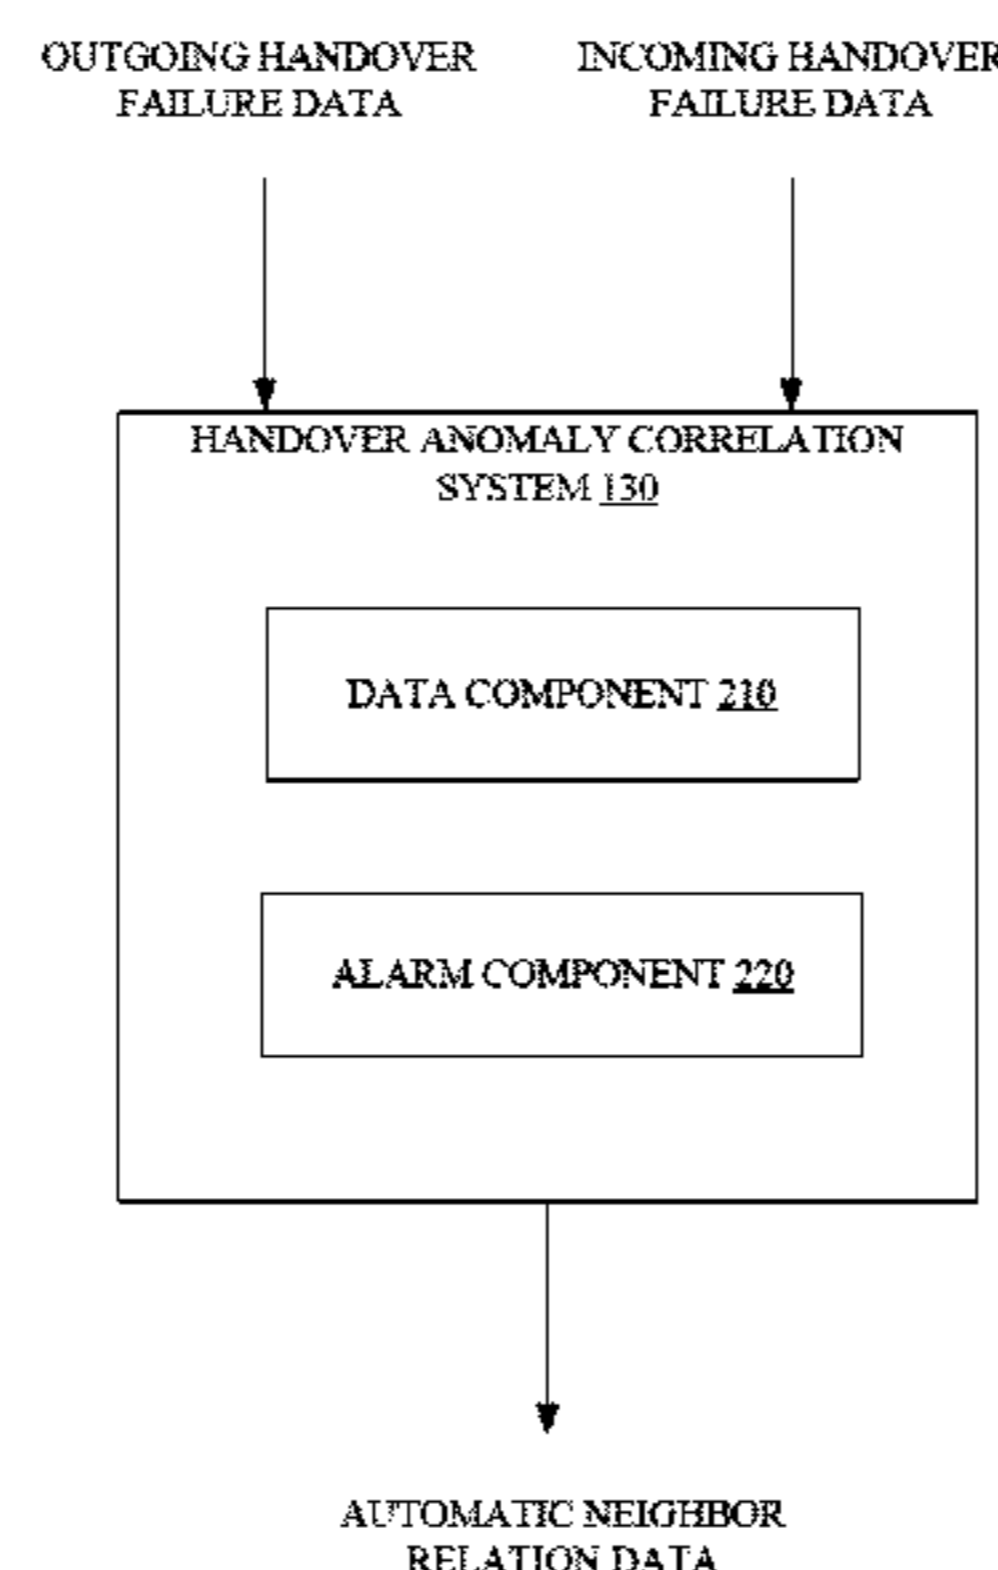 OUTGOING HANDOVER
FAILURE DATA
INCOMING HANDOVER
FAILURE DATA
HANDOVER ANOMALY CORRELATION
SYSTEM 130
DATA COMPONENT 210
ALARM COMPONENT 220
AUTOMATIC NEIGHBOR
RELATION DATA